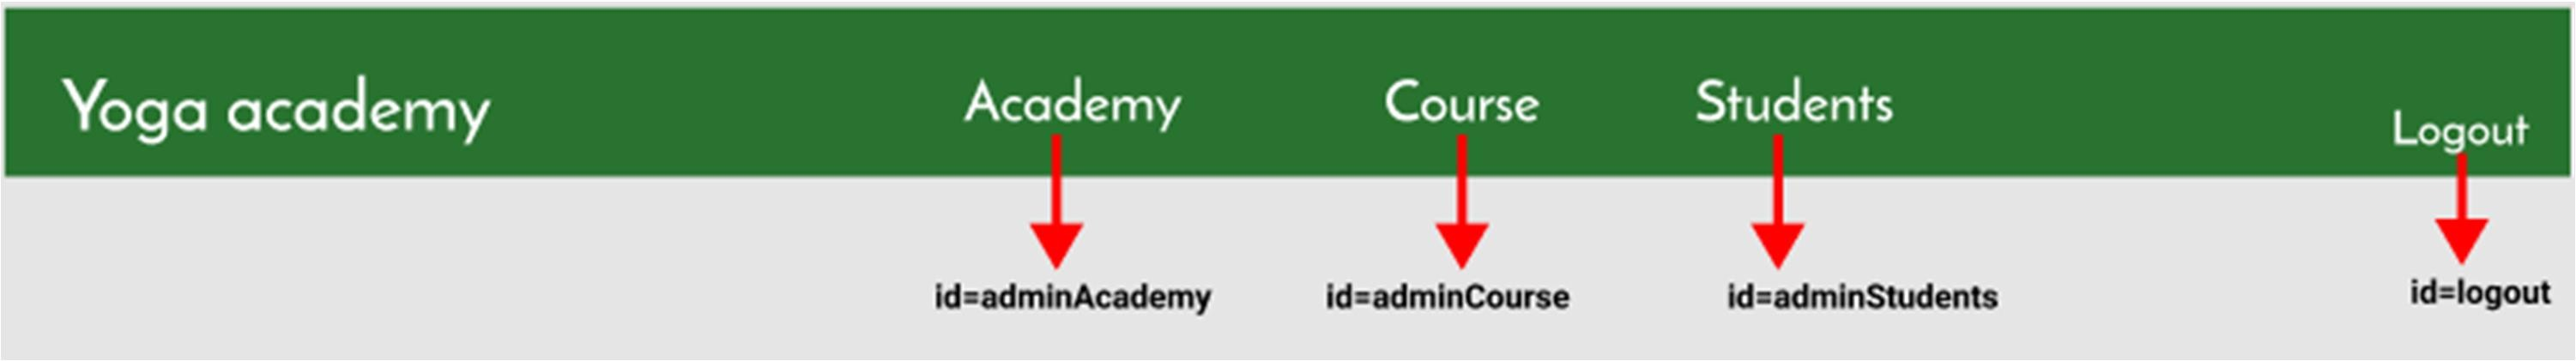 Yoga academy
Academy
Course
Students
Logout
id=adminAcademy
id=adminCourse
id=adminStudents
id=logout